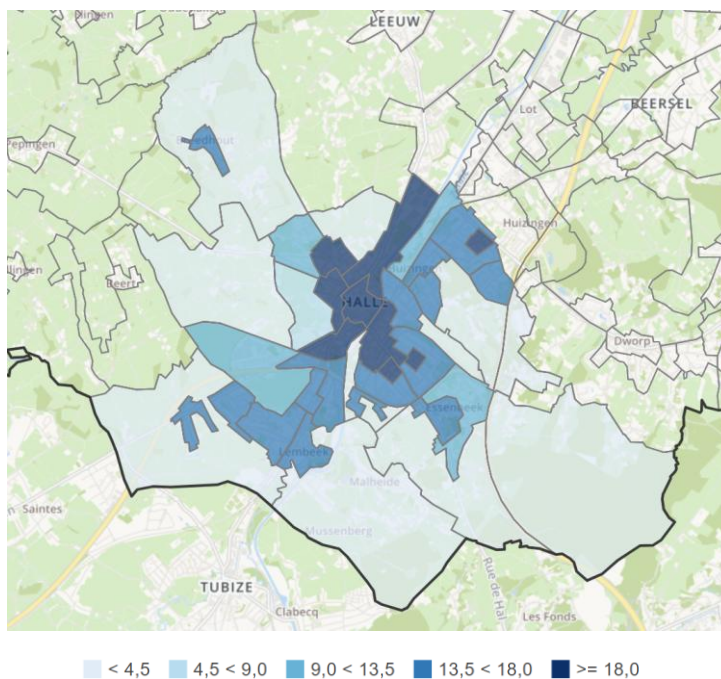 LEEUW
Lot
BEERSEL
Pepingen
Huizingen
Beert
HALLE
Dworp
Essenbeek
Lembeek
Malheide
Saintes
Mussenberg
TUBIZE
Rue de Hal
Clabecq
Les Fonds
< 4,5 4,5 < 9,0 9,0 < 13,5 13,5 < 18,0 >= 18,0